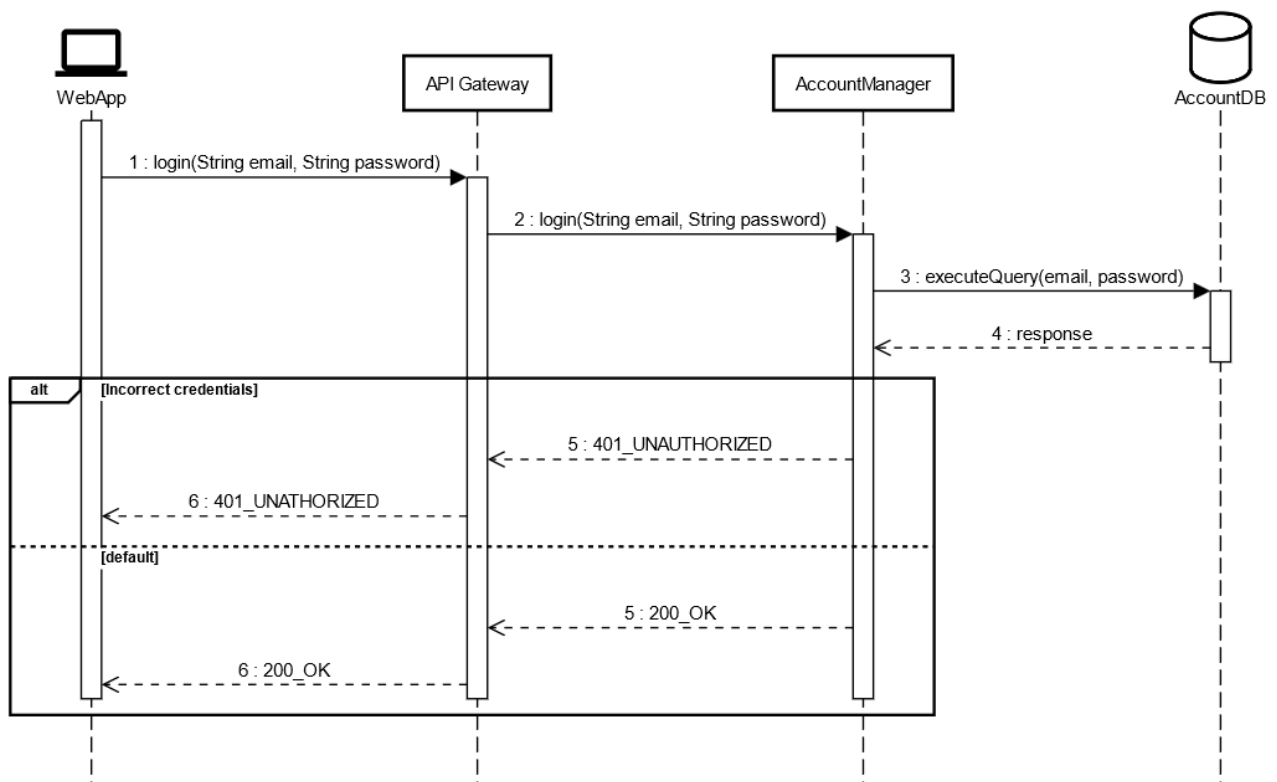 WebApp
API Gateway
AccountManager
AccountDB
1 : login(String email, String password)
2 : login(String email, String password)
3 : executeQuery(email, password)
4 : response
alt
[Incorrect credentials]
5 : 401_UNAUTHORIZED
6 : 401_UNATHORIZED
[default]
5 : 200_OK
6 : 200_OK